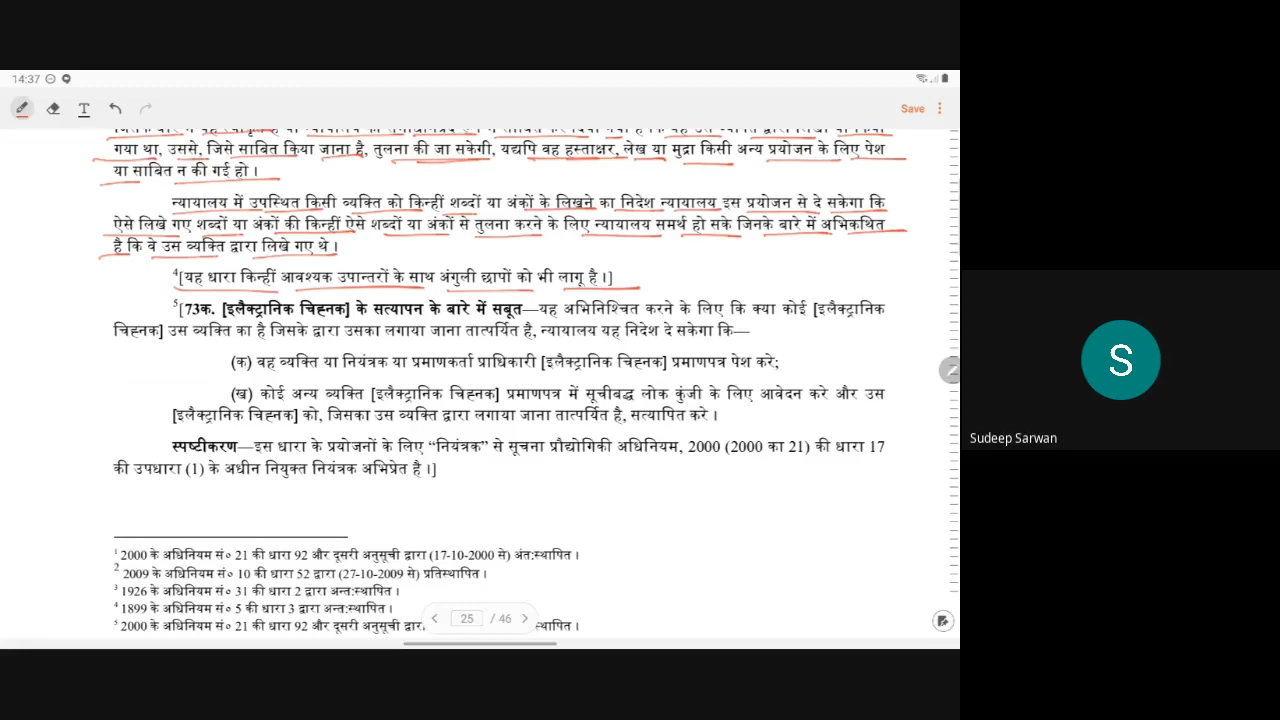 14:37
Save
गया था, उससे, जिसे साबित किया जाना है, तुलना की जा सकेगी, यद्यपि वह हस्ताक्षर, लेख या मुद्रा किसी अन्य प्रयोजन के लिए पेश
या साबित न की गई हो ।
न्यायालय में उपस्थित किसी व्यक्ति को किन्हीं शब्दों या अंकों के लिखने का निदेश न्यायालय इस प्रयोजन से दे सकेगा कि
ऐसे लिखे गए शब्दों या अंकों की किन्हीं ऐसे शब्दों या अंकों से तुलना करने के लिए न्यायालय समर्थ हो सके जिनके बारे में अभिकथित
है कि वे उस व्यक्ति द्वारा लिखे गए थे ।
4[यह धारा किन्हीं आवश्यक उपान्तरों के साथ अंगुली छापों को भी लागू है ।]
5[73क. [इलैक्ट्रानिक चिह्नक] के सत्यापन के बारे में सबूत—यह अभिनिश्चित करने के लिए कि क्या कोई [इलैक्ट्रानिक
चिह्नक] उस व्यक्ति का है जिसके द्वारा उसका लगाया जाना तात्पर्यित है, न्यायालय यह निदेश दे सकेगा कि—
(क) वह व्यक्ति या नियंत्रक या प्रमाणकर्ता प्राधिकारी [इलैक्ट्रानिक चिह्नक] प्रमाणपत्र पेश करे;
(ख) कोई अन्य व्यक्ति [इलैक्ट्रानिक चिह्नक] प्रमाणपत्र में सूचीबद्ध लोक कुंजी के लिए आवेदन करे और उस
[इलैक्ट्रानिक चिह्नक] को, जिसका उस व्यक्ति द्वारा लगाया जाना तात्पर्यित है, सत्यापित करे ।
स्पष्टीकरण—इस धारा के प्रयोजनों के लिए “नियंत्रक” से सूचना प्रौद्योगिकी अधिनियम, 2000 (2000 का 21) की धारा 17
की उपधारा (1) के अधीन नियुक्त नियंत्रक अभिप्रेत है ।]
1 2000 के अधिनियम सं० 21 की धारा 92 और दूसरी अनुसूची द्वारा (17-10-2000 से) अंत:स्थापित ।
2 2009 के अधिनियम सं० 10 की धारा 52 द्वारा (27-10-2009 से) प्रतिस्थापित ।
3 1926 के अधिनियम सं० 31 की धारा 2 द्वारा अन्त:स्थापित ।
4 1899 के अधिनियम सं० 5 की धारा 3 द्वारा अन्त:स्थापित ।
5 2000 के अधिनियम सं० 21 की धारा 92 और दूसरी अनुसूची स्थापित ।
25 / 46
S
Sudeep Sarwan